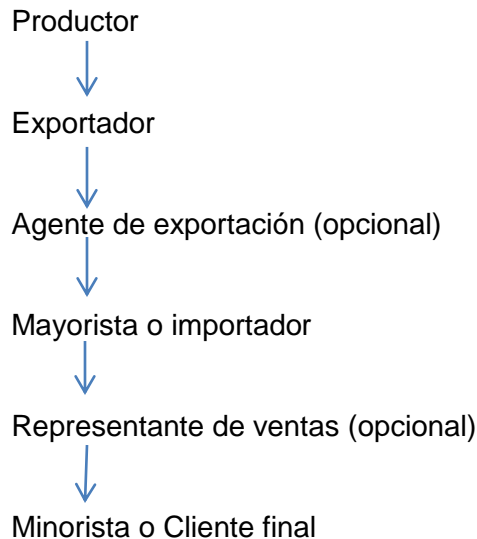 Productor
Exportador
Agente de exportación (opcional)
Mayorista o importador
Representante de ventas (opcional)
Minorista o Cliente final